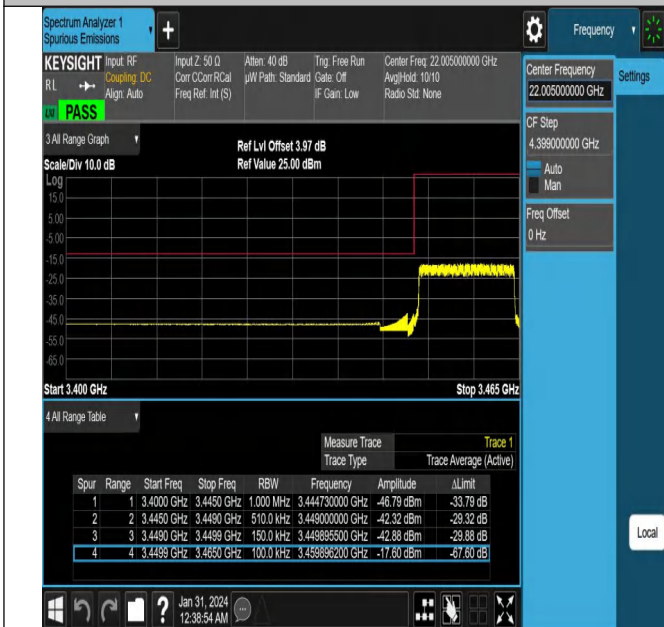 Spectrum Analyzer 1
Spurious Emissions
Frequency
KEYSIGHT
RL
Input: RF
Coupling: DC
Align: Auto
Input Z: 50 Ω
Corr CCorr RCal
Freq Ref: Int (S)
Atten: 40 dB
µW Path: Standard
Trig: Free Run
Gate: Off
IF Gain: Low
Center Freq: 22.005000000 GHz
Avg|Hold: 10/10
Radio Std: None
PASS
Center Frequency
22.005000000 GHz
Settings
CF Step
4.399000000 GHz
Auto
Man
Freq Offset
0 Hz
3 All Range Graph
Ref Lvl Offset 3.97 dB
Scale/Div 10.0 dB
Ref Value 25.00 dBm
Log
15.0
5.00
-5.00
-15.0
-25.0
-35.0
-45.0
-55.0
-65.0
Start 3.400 GHz
Stop 3.465 GHz
4 All Range Table
Measure Trace Trace 1
Trace Type Trace Average (Active)
Spur Range Start Freq Stop Freq RBW Frequency Amplitude ΔLimit
1 1 3.4000 GHz 3.4450 GHz 1.000 MHz 3.444730000 GHz -46.79 dBm -33.79 dB
2 2 3.4450 GHz 3.4490 GHz 510.0 kHz 3.449000000 GHz -42.32 dBm -29.32 dB
3 3 3.4490 GHz 3.4499 GHz 150.0 kHz 3.449895500 GHz -42.88 dBm -29.88 dB
4 4 3.4499 GHz 3.4650 GHz 100.0 kHz 3.459896200 GHz -17.60 dBm -67.60 dB
Local
Jan 31, 2024
12:38:54 AM